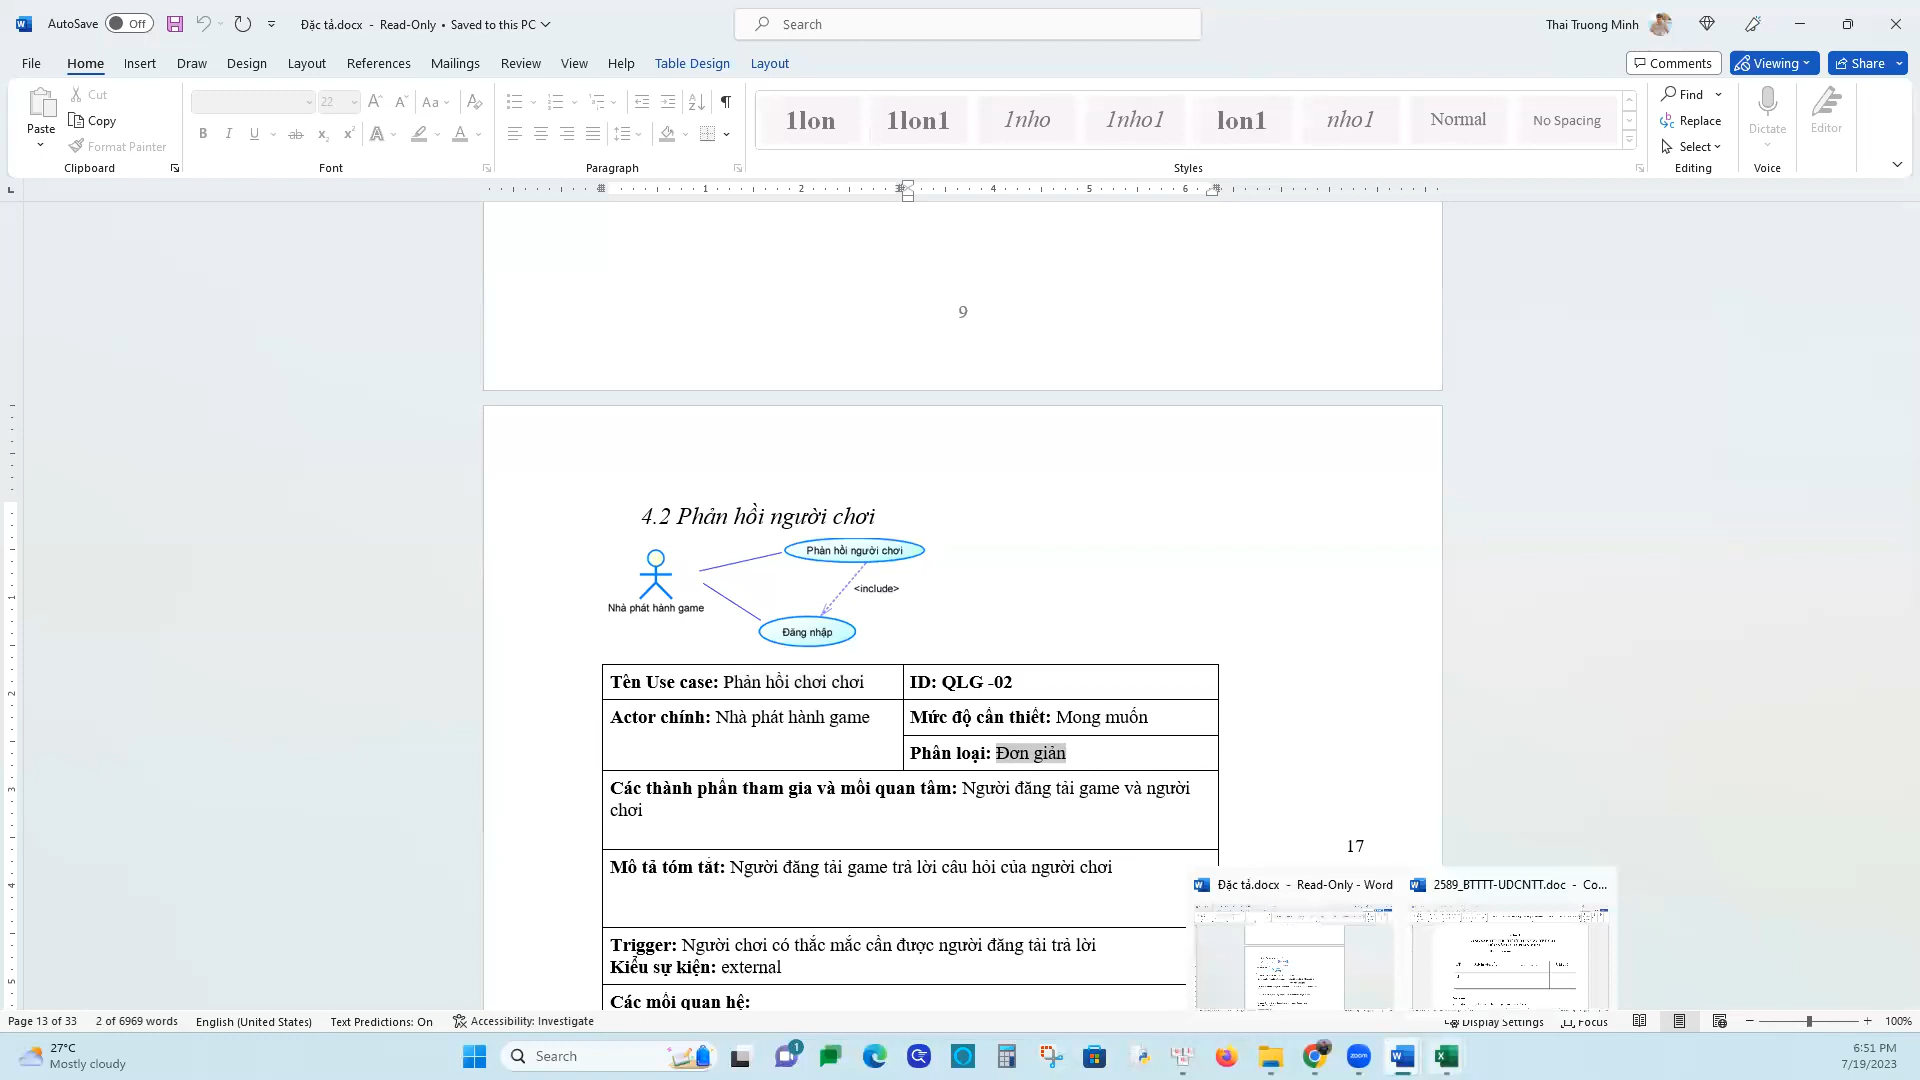 AutoSave Off Đặc tả.docx - Read-Only • Saved to this PC Search Thai Truong Minh
File Home Insert Draw Design Layout References Mailings Review View Help Table Design Layout Comments Viewing Share
Paste Cut Copy Format Painter
22 Aa
1lon 1lon1 1nho 1nho1 lon1 nho1 Normal No Spacing
Find Replace Select
Dictate Editor
Clipboard Font Paragraph Styles Editing Voice
1 2 3 4 5 6
9
4.2 Phản hồi người chơi
Phản hồi người chơi
<include>
Nhà phát hành game
Đăng nhập
Tên Use case: Phản hồi chơi chơi ID: QLG -02
Actor chính: Nhà phát hành game Mức độ cần thiết: Mong muốn
Phân loại: Đơn giản
Các thành phần tham gia và mối quan tâm: Người đăng tải game và người
chơi
17
Mô tả tóm tắt: Người đăng tải game trả lời câu hỏi của người chơi
Đặc tả.docx - Read-Only - Word 2589_BTTTT-UDCNTT.doc - Co...
Trigger: Người chơi có thắc mắc cần được người đăng tải trả lời
Kiểu sự kiện: external
Các mối quan hệ:
Page 13 of 33 2 of 6969 words English (United States) Text Predictions: On Accessibility: Investigate Display Settings Focus 100%
27°C
Mostly cloudy
Search
1
zoom
6:51 PM
7/19/2023